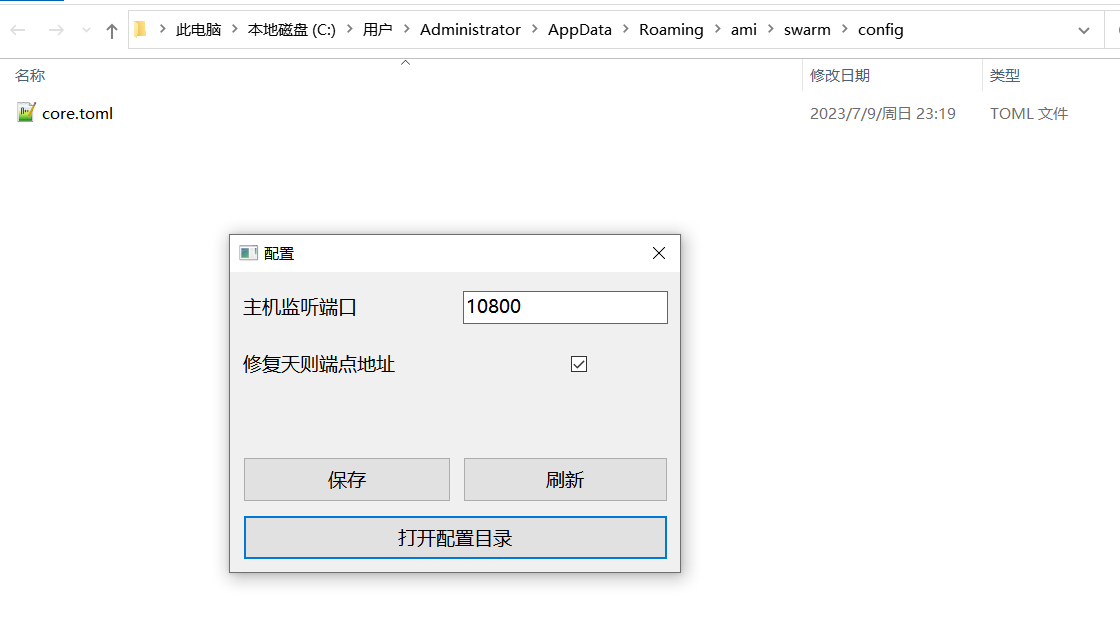 此电脑 > 本地磁盘 (C:) > 用户 > Administrator > AppData > Roaming > ami > swarm > config
名称 修改日期 类型
core.toml 2023/7/9/周日 23:19 TOML 文件
配置
主机监听端口 10800
修复天则端点地址
保存 刷新
打开配置目录